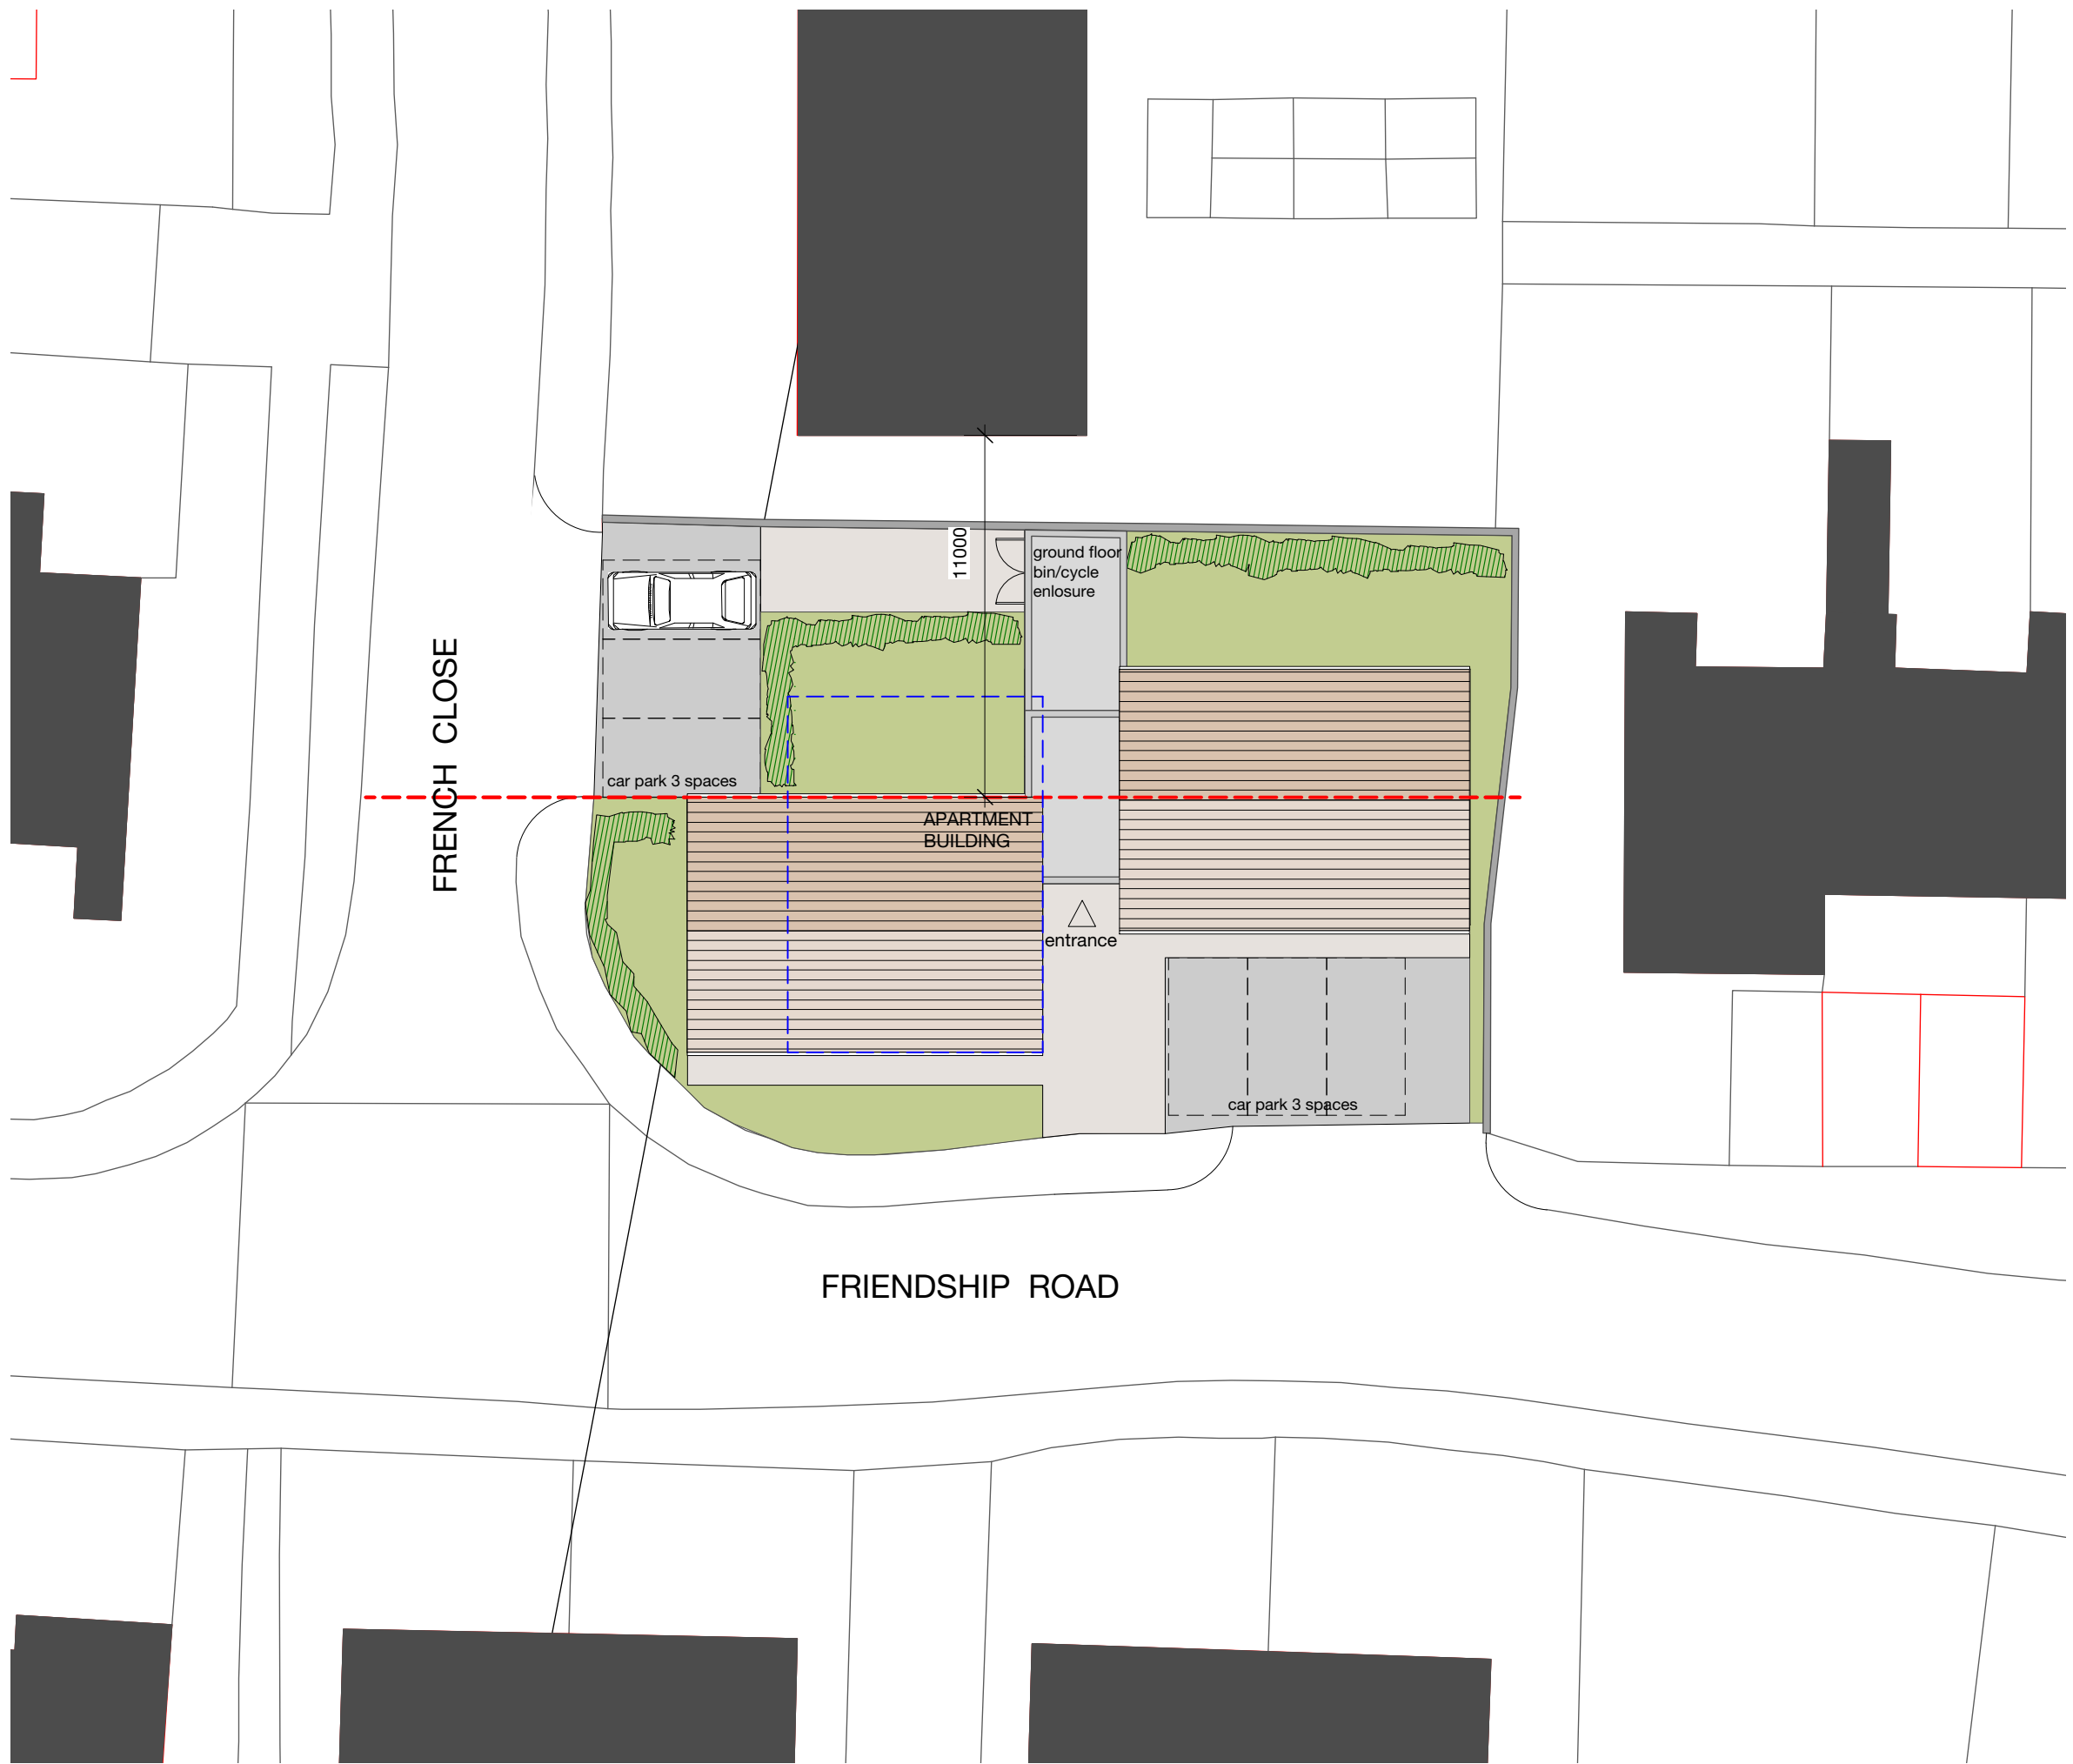 11000
ground floor
bin/cycle
enlosure
FRENCH CLOSE
car park 3 spaces
APARTMENT
BUILDING
entrance
car park 3 spaces
FRIENDSHIP ROAD